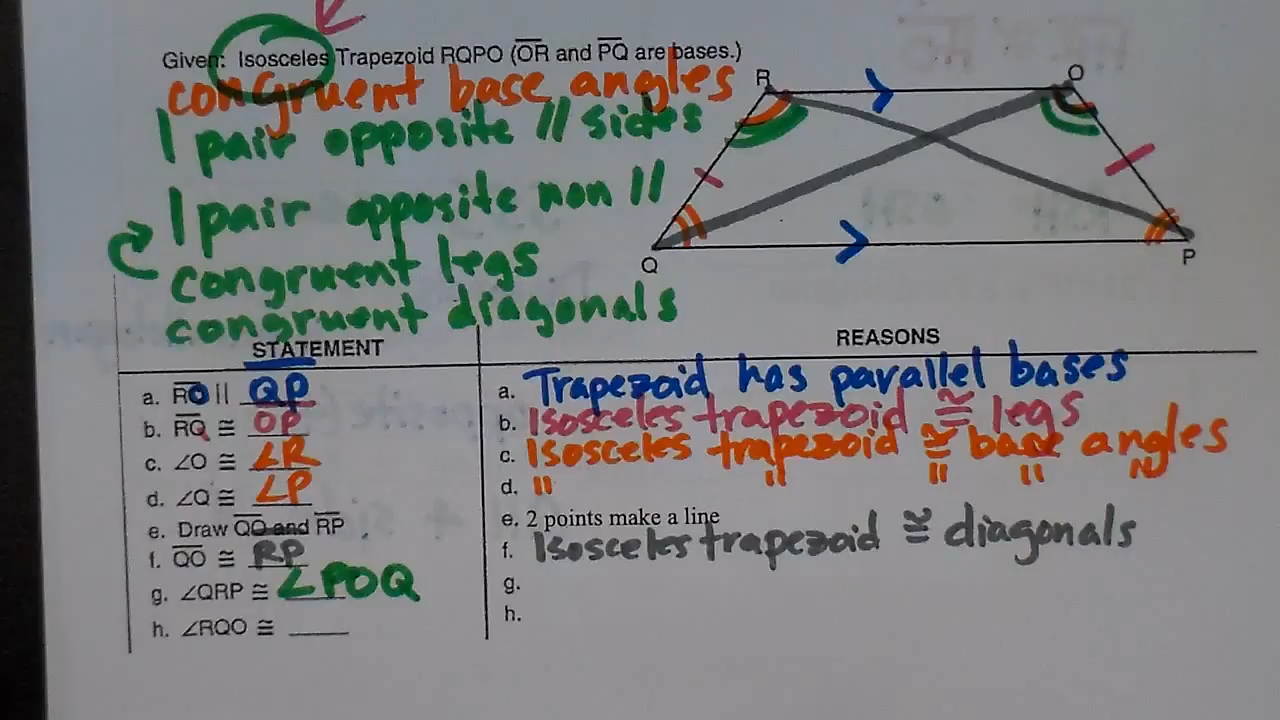 Given: Isosceles Trapezoid RQPO (OR and PQ are bases.)
congruent base angles
1 pair opposite // sides
1 pair opposite non //
congruent legs
congruent diagonals
R
O
Q
P
STATEMENT
REASONS
a. RO || QP
a. Trapezoid has parallel bases
b. RQ ≅ OP
b. Isosceles trapezoid ≅ legs
c. ∠O ≅ ∠R
c. Isosceles trapezoid ≅ base angles
d. ∠Q ≅ ∠P
d. " " " " "
e. Draw QO and RP
e. 2 points make a line
f. QO ≅ RP
f. Isosceles trapezoid ≅ diagonals
g. ∠QRP ≅ ∠POQ
g.
h. ∠RQO ≅ ____
h.